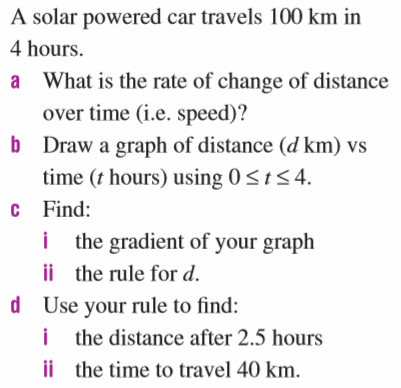 A solar powered car travels 100 km in
4 hours.
a What is the rate of change of distance
over time (i.e. speed)?
b Draw a graph of distance (d km) vs
time (t hours) using 0 ≤ t ≤ 4.
c Find:
i the gradient of your graph
ii the rule for d.
d Use your rule to find:
i the distance after 2.5 hours
ii the time to travel 40 km.